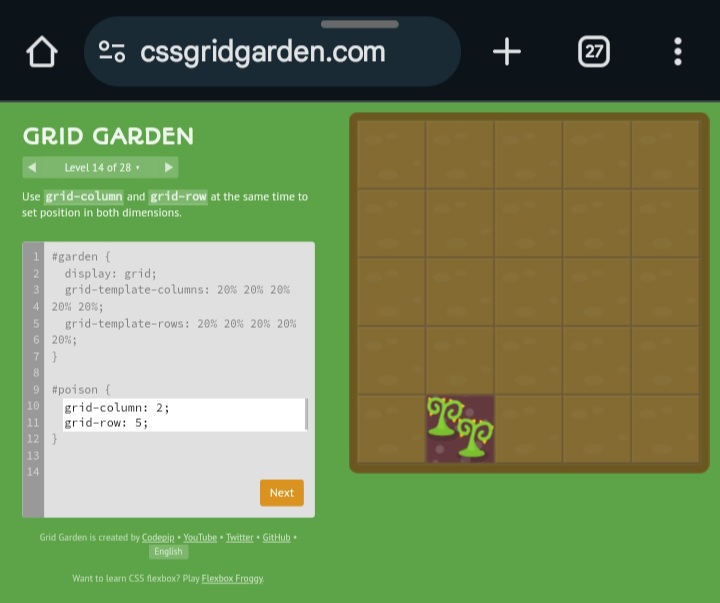 cssgridgarden.com
27
GRID GARDEN
Level 14 of 28
Use grid-column and grid-row at the same time to
set position in both dimensions.
1 #garden {
2 display: grid;
3 grid-template-columns: 20% 20% 20%
4 20% 20%;
5 grid-template-rows: 20% 20% 20% 20%
6 20%;
7 }
8
9 #poison {
10 grid-column: 2;
11 grid-row: 5;
12 }
13
14
Next
Grid Garden is created by Codepip • YouTube • Twitter • GitHub •
English
Want to learn CSS flexbox? Play Flexbox Froggy.